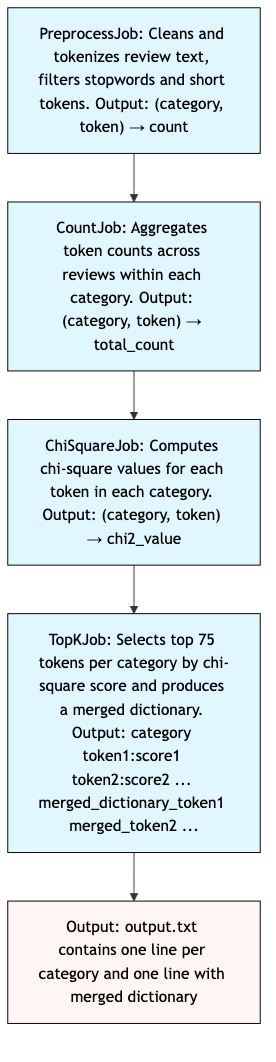 PreprocessJob: Cleans and
tokenizes review text,
filters stopwords and short
tokens. Output: (category,
token) → count
CountJob: Aggregates
token counts across
reviews within each
category. Output:
(category, token) →
total_count
ChiSquareJob: Computes
chi-square values for each
token in each category.
Output: (category, token)
→ chi2_value
TopKJob: Selects top 75
tokens per category by chi-
square score and produces
a merged dictionary.
Output: category
token1:score1
token2:score2 ...
merged_dictionary_token1
merged_token2 ...
Output: output.txt
contains one line per
category and one line with
merged dictionary